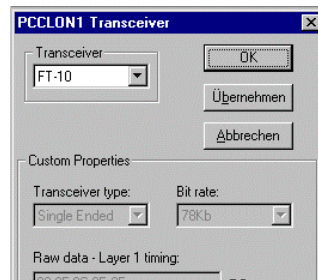 PCCLON1 Transceiver
Transceiver
FT-10
OK
Übernehmen
Abbrechen
Custom Properties
Transceiver type:
Bit rate:
Single Ended
78Kb
Raw data - Layer 1 timing: